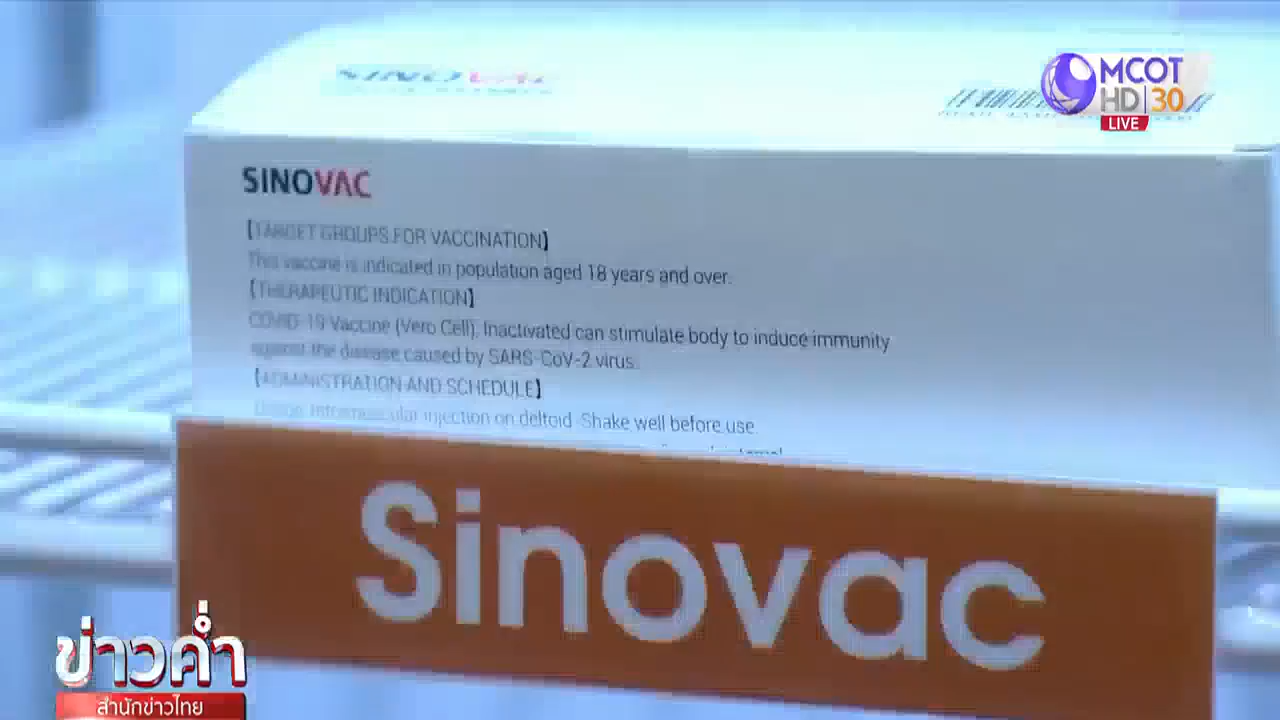 SINOVAC
MCOT
HD 30
LIVE
SINOVAC
【TARGET GROUPS FOR VACCINATION】
This vaccine is indicated in population aged 18 years and over.
【THERAPEUTIC INDICATION】
COVID-19 Vaccine (Vero Cell), Inactivated can stimulate body to induce immunity
against the disease caused by SARS-CoV-2 virus.
【ADMINISTRATION AND SCHEDULE】
injection on deltoid. Shake well before use.
Sinovac
ข่าวค่ำ
สำนักข่าวไทย